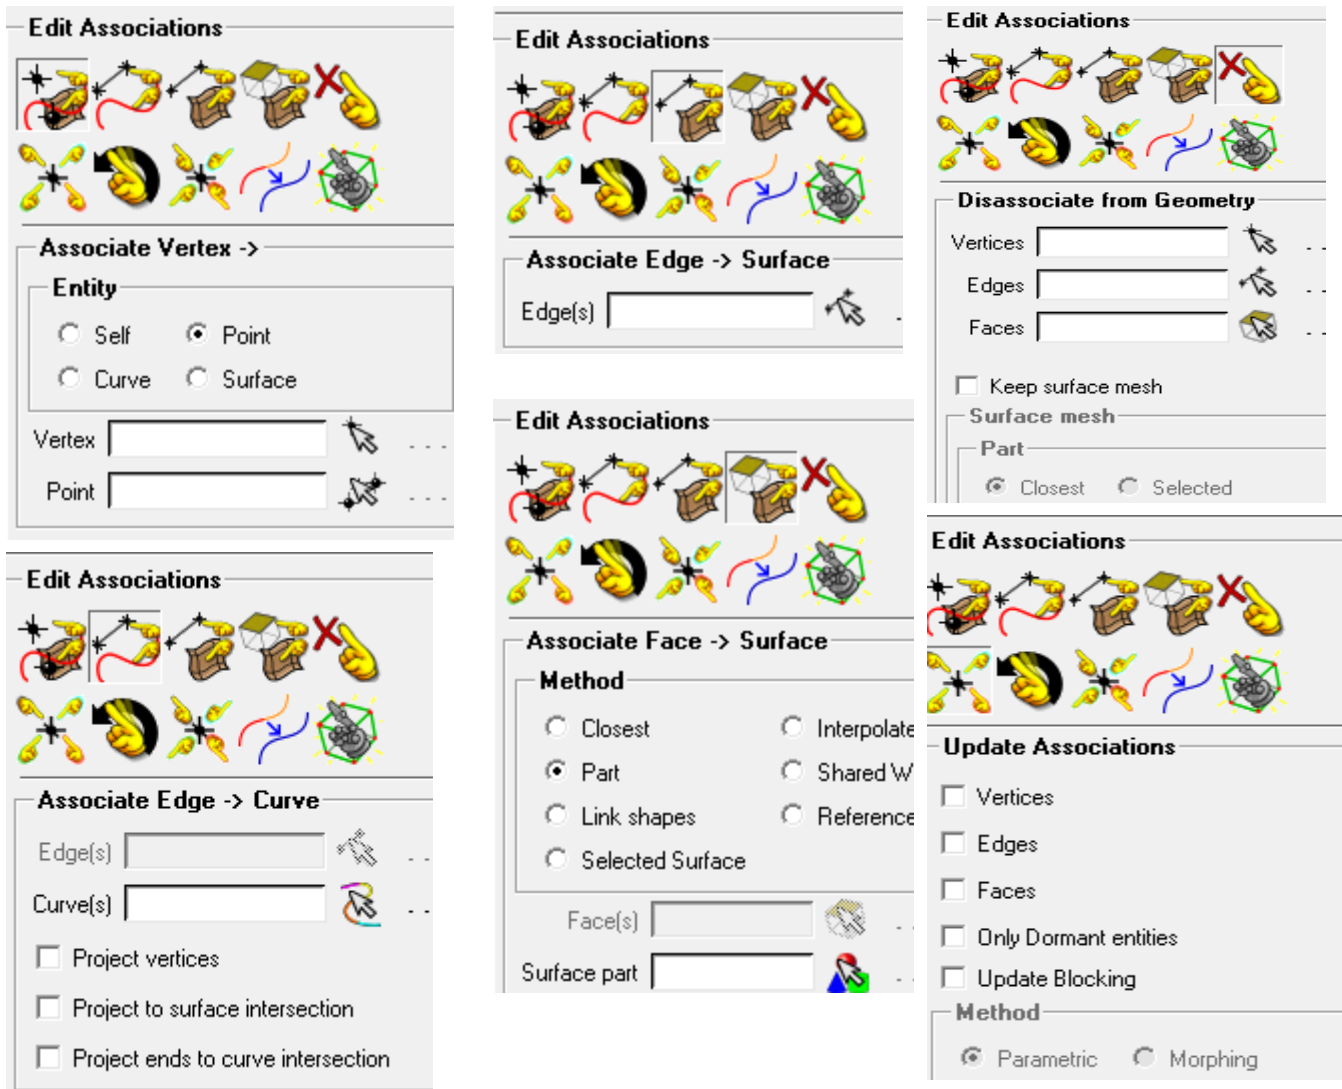 Edit Associations
Associate Vertex ->
Entity
Self Point
Curve Surface
Vertex
Point
Edit Associations
Associate Edge -> Curve
Edge(s)
Curve(s)
Project vertices
Project to surface intersection
Project ends to curve intersection
Edit Associations
Associate Edge -> Surface
Edge(s)
Edit Associations
Associate Face -> Surface
Method
Closest Interpolate
Part Shared W
Link shapes Reference
Selected Surface
Face(s)
Surface part
Edit Associations
Disassociate from Geometry
Vertices
Edges
Faces
Keep surface mesh
Surface mesh
Part
Closest Selected
Edit Associations
Update Associations
Vertices
Edges
Faces
Only Dormant entities
Update Blocking
Method
Parametric Morphing